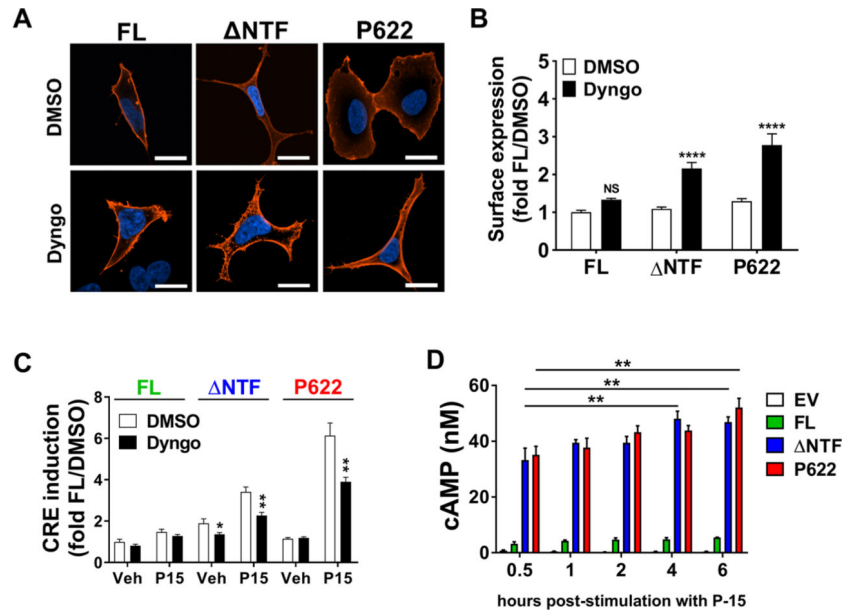 A
FL ΔNTF P622
DMSO
Dyngo
B
Surface expression
(fold FL/DMSO)
5
4
3
2
1
0
DMSO
Dyngo
NS
****
****
FL ΔNTF P622
C
FL ΔNTF P622
CRE induction
(fold FL/DMSO)
8
6
4
2
0
DMSO
Dyngo
*
**
**
Veh P15 Veh P15 Veh P15
D
cAMP (nM)
60
40
20
0
**
**
**
EV
FL
ΔNTF
P622
0.5 1 2 4 6
hours post-stimulation with P-15